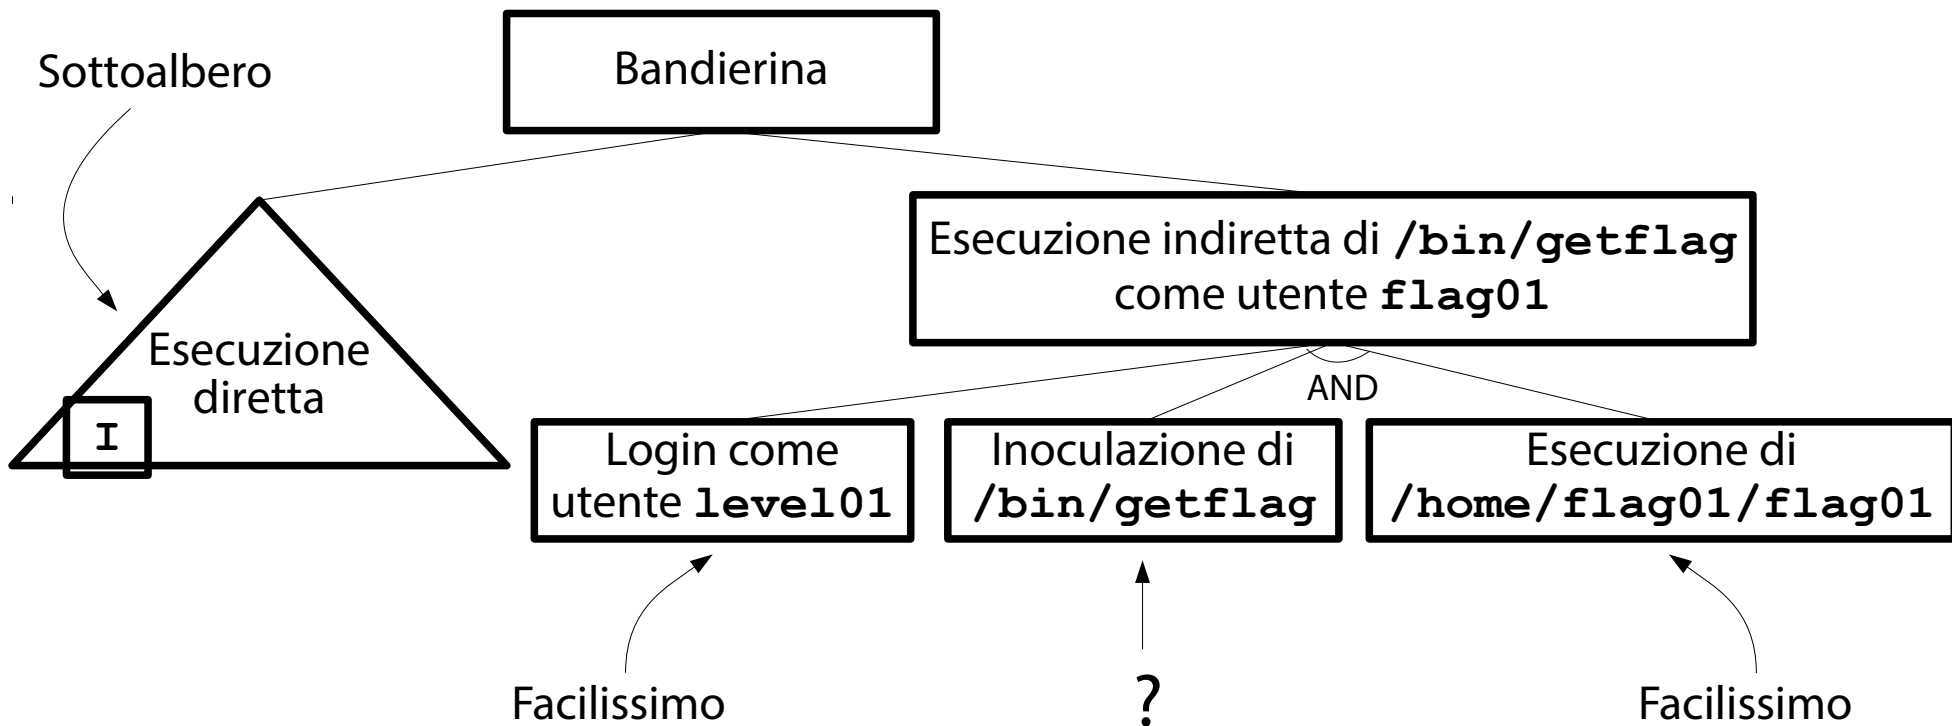 Bandierina
Sottoalbero
Esecuzione indiretta di /bin/getflag
come utente flag01
Esecuzione
diretta
I
AND
Login come
utente level01
Inoculazione di
/bin/getflag
Esecuzione di
/home/flag01/flag01
Facilissimo
?
Facilissimo